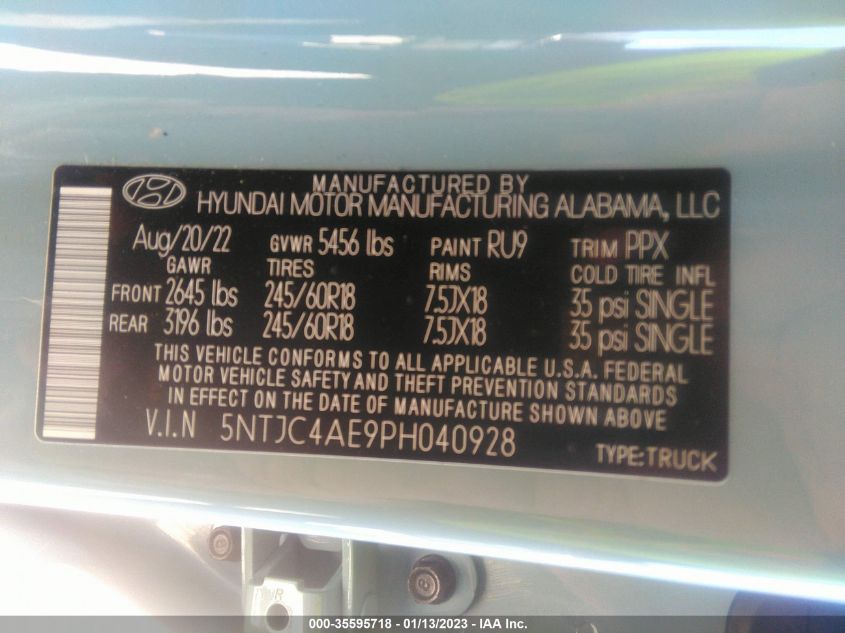 MANUFACTURED BY
HYUNDAI MOTOR MANUFACTURING ALABAMA, LLC
Aug/20/22 GVWR 5456 lbs PAINT RU9 TRIM PPX
GAWR TIRES RIMS COLD TIRE INFL
FRONT 2645 lbs 245/60R18 7.5JX18 35 psi SINGLE
REAR 3196 lbs 245/60R18 7.5JX18 35 psi SINGLE
THIS VEHICLE CONFORMS TO ALL APPLICABLE U.S.A. FEDERAL
MOTOR VEHICLE SAFETY AND THEFT PREVENTION STANDARDS
IN EFFECT ON THE DATE OF MANUFACTURE SHOWN ABOVE
V.I.N 5NTJC4AE9PH040928
TYPE:TRUCK
000-35595718 - 01/13/2023 - IAA Inc.